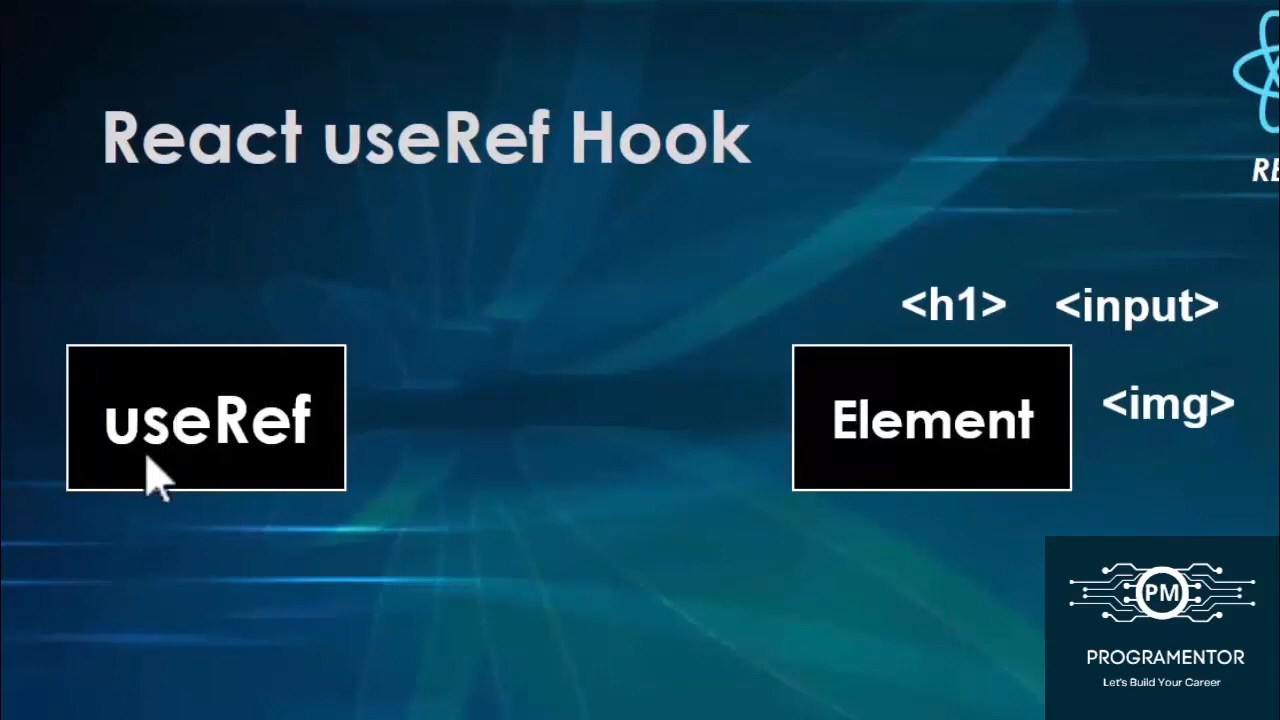 React useRef Hook
<h1> <input>
useRef
Element
<img>
PM
PROGRAMENTOR
Let's Build Your Career